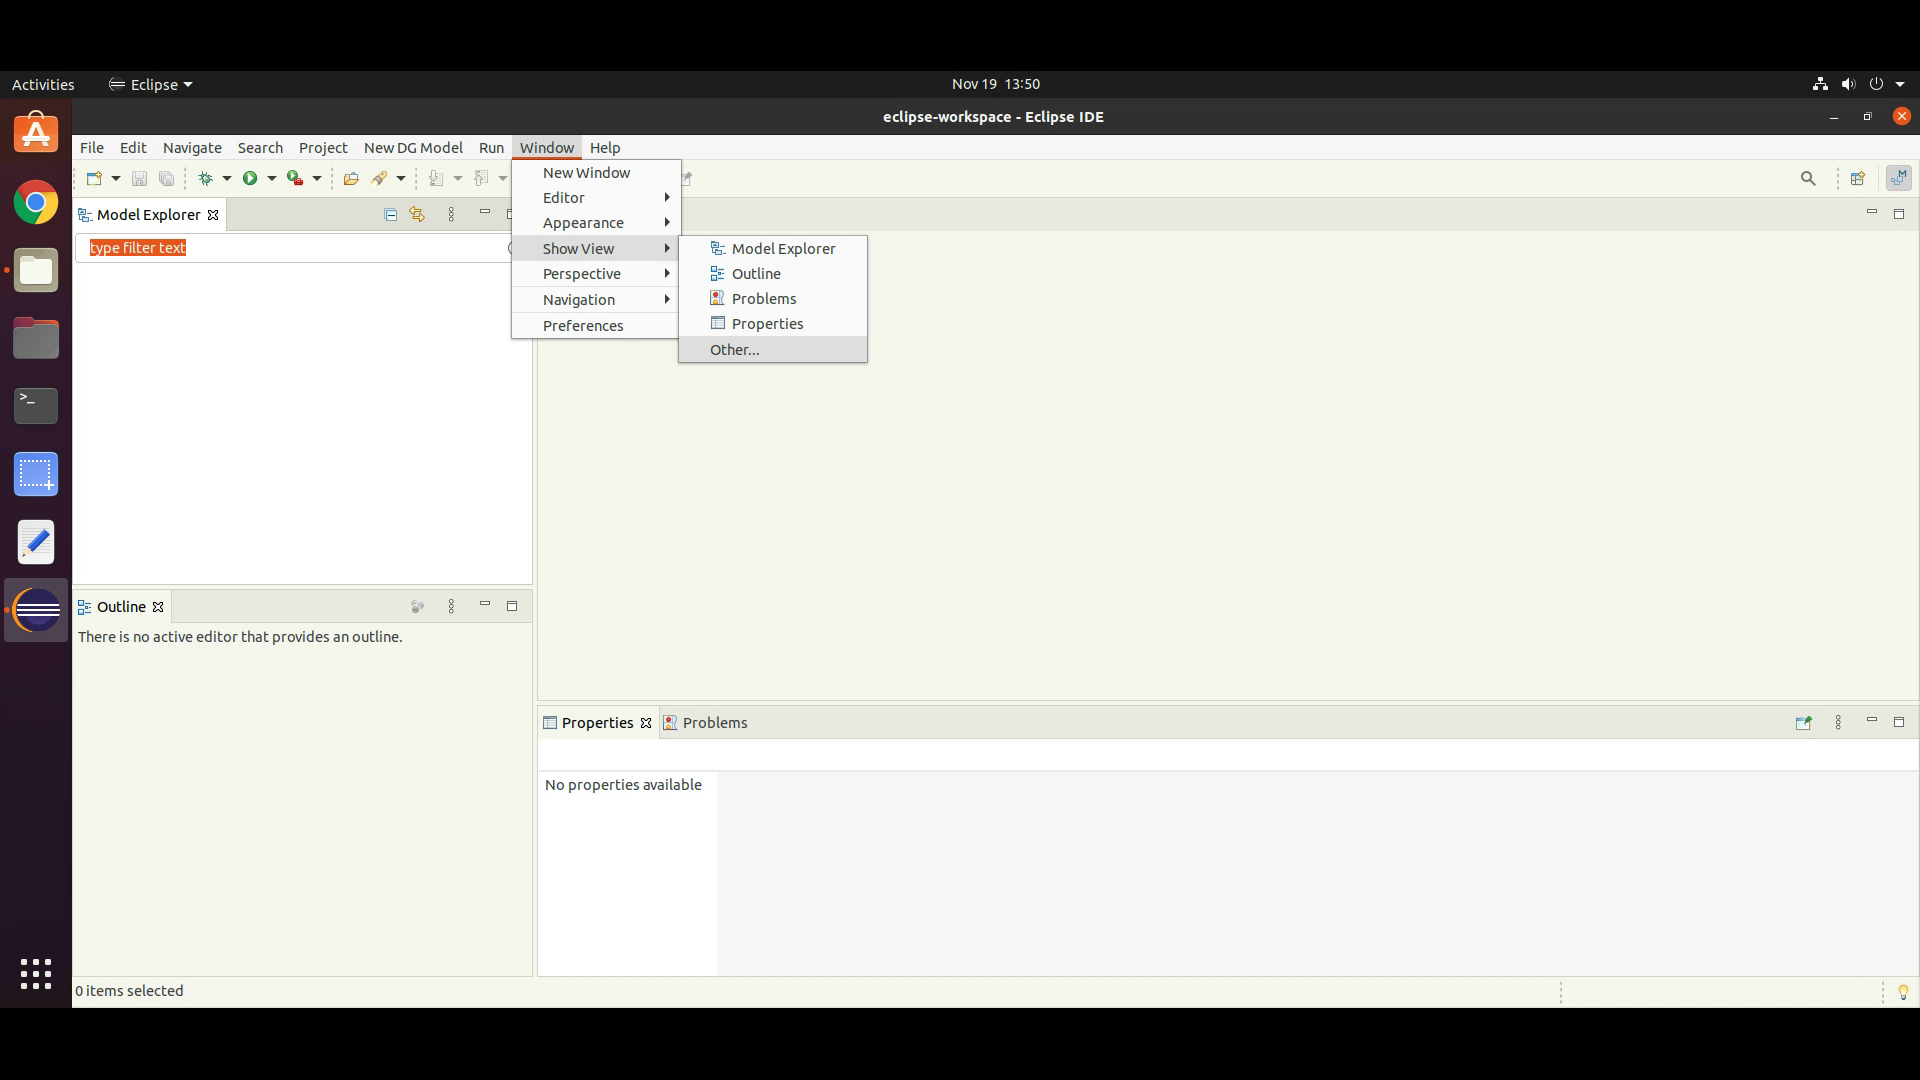 Activities Eclipse Nov 19 13:50
eclipse-workspace - Eclipse IDE
File Edit Navigate Search Project New DG Model Run Window Help
New Window
Editor
Appearance
Show View
Perspective
Navigation
Preferences
Model Explorer
Outline
Problems
Properties
Other...
Model Explorer
type filter text
Outline
There is no active editor that provides an outline.
Properties Problems
No properties available
0 items selected